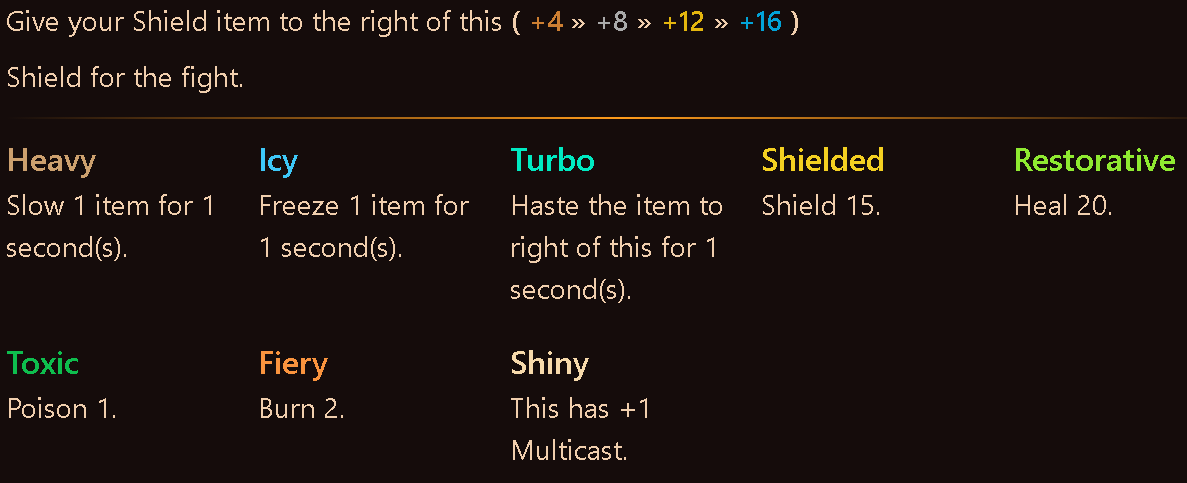 Give your Shield item to the right of this ( +4 » +8 » +12 » +16 )
Shield for the fight.
Heavy
Slow 1 item for 1
second(s).
Icy
Freeze 1 item for
1 second(s).
Turbo
Haste the item to
right of this for 1
second(s).
Shielded
Shield 15.
Restorative
Heal 20.
Toxic
Poison 1.
Fiery
Burn 2.
Shiny
This has +1
Multicast.